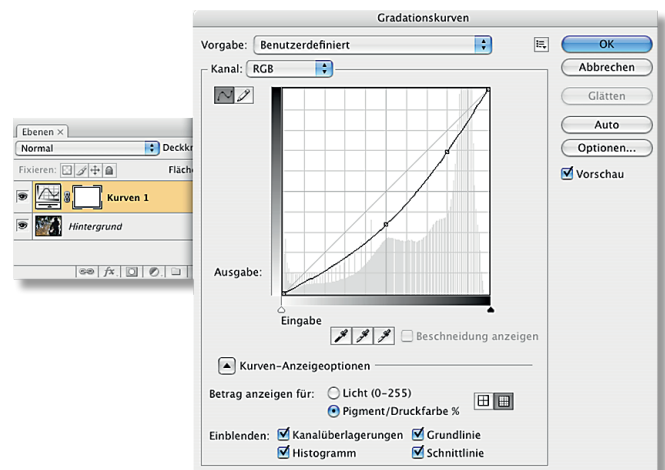 Gradationskurven
Vorgabe: Benutzerdefiniert
OK
Kanal: RGB
Abbrechen
Glätten
Auto
Optionen...
Vorschau
Ausgabe:
Eingabe
Beschneidung anzeigen
Kurven-Anzeigeoptionen
Betrag anzeigen für: Licht (0-255)
Pigment/Druckfarbe %
Einblenden: Kanalüberlagerungen Grundlinie
Histogramm Schnittlinie
Ebenen ×
Normal Deckkr
Fixieren: Fläche
Kurven 1
Hintergrund
fx